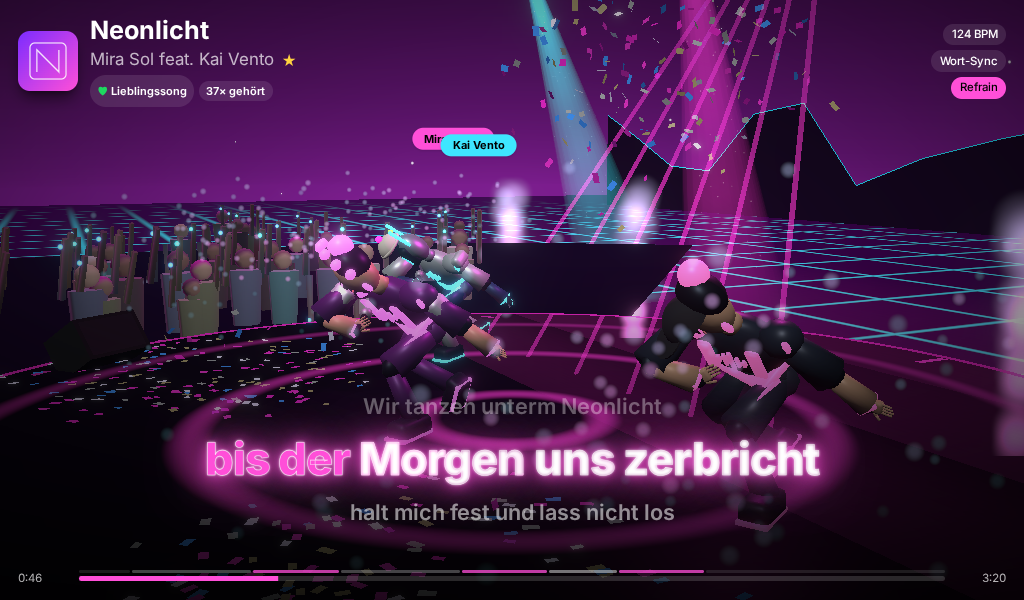 Neonlicht
Mira Sol feat. Kai Vento ★
Lieblingssong
37× gehört
124 BPM
Wort-Sync
Refrain
Kai Vento
Wir tanzen unterm Neonlicht
bis der Morgen uns zerbricht
halt mich fest und lass nicht los
0:46
3:20